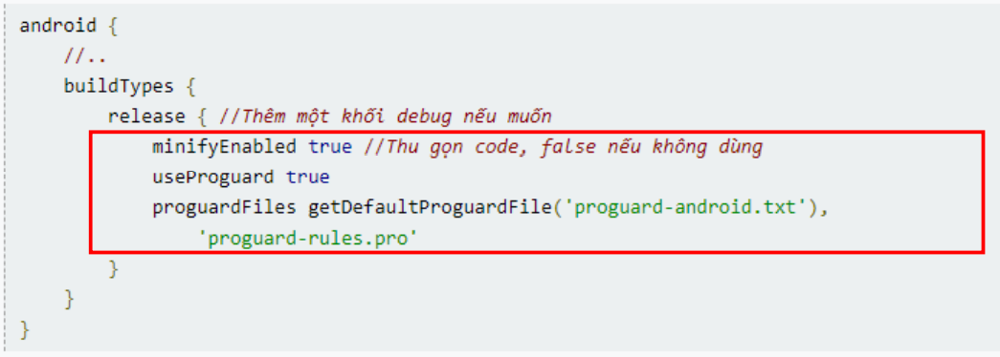 android {
    //..
    buildTypes {
        release { //Thêm một khối debug nếu muốn
            minifyEnabled true //Thu gọn code, false nếu không dùng
            useProguard true
            proguardFiles getDefaultProguardFile('proguard-android.txt'),
                'proguard-rules.pro'
        }
    }
}